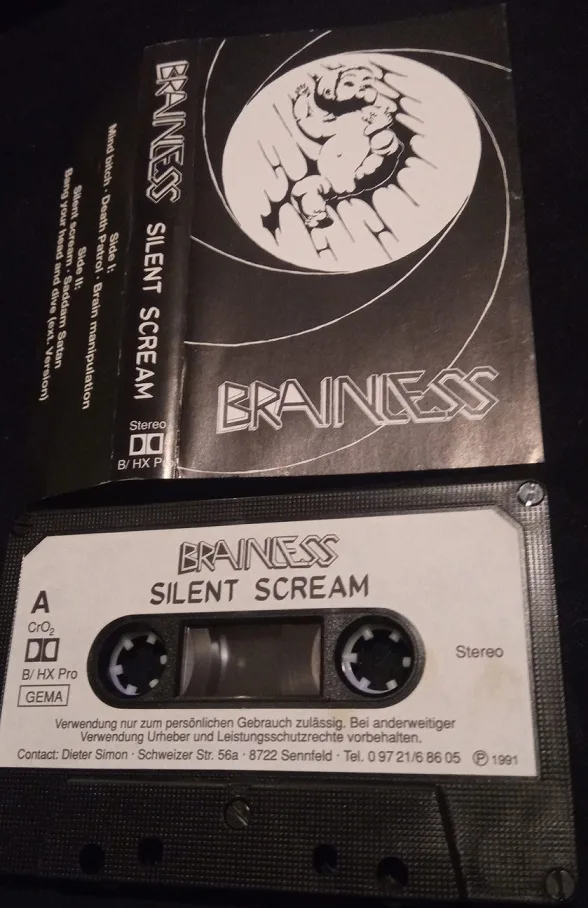 BRAINLESS
SILENT SCREAM
Stereo
B/ HX Pro
Side I:
Mind bitch · Death Patrol · Brain manipulation
Side II:
Silent scream · Saddam Satan
Bang your head and dive (ext. Version)
BRAINLESS
BRAINLESS
SILENT SCREAM
A
CrO₂
B/ HX Pro
GEMA
Stereo
Verwendung nur zum persönlichen Gebrauch zulässig. Bei anderweitiger
Verwendung Urheber und Leistungsschutzrechte vorbehalten.
Contact: Dieter Simon · Schweizer Str. 56a · 8722 Sennfeld · Tel. 0 97 21/6 86 05 Ⓟ 1991